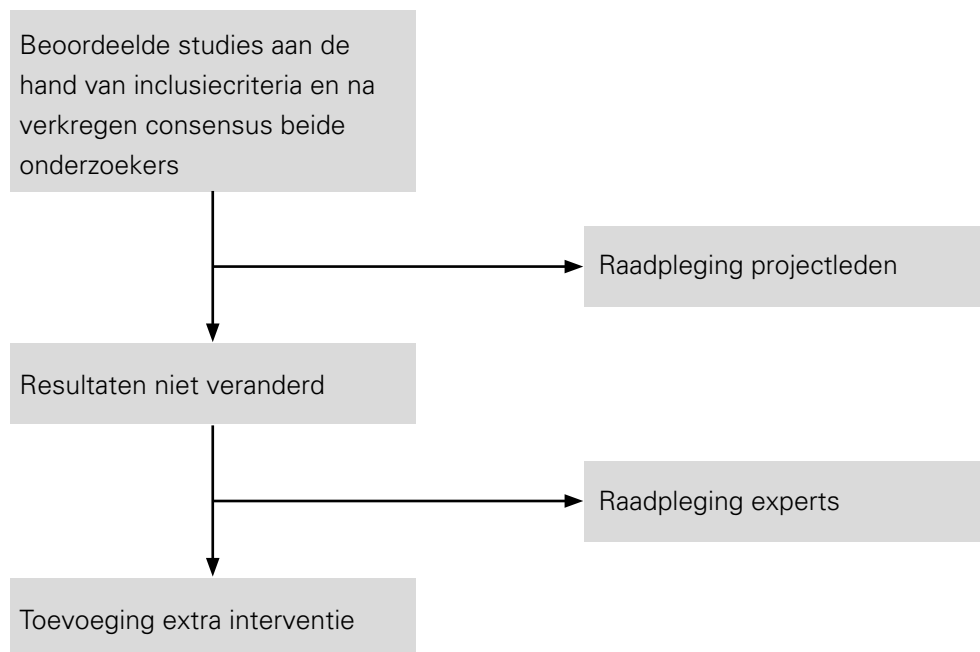 Beoordeelde studies aan de
hand van inclusiecriteria en na
verkregen consensus beide
onderzoekers
Raadpleging projectleden
Resultaten niet veranderd
Raadpleging experts
Toevoeging extra interventie